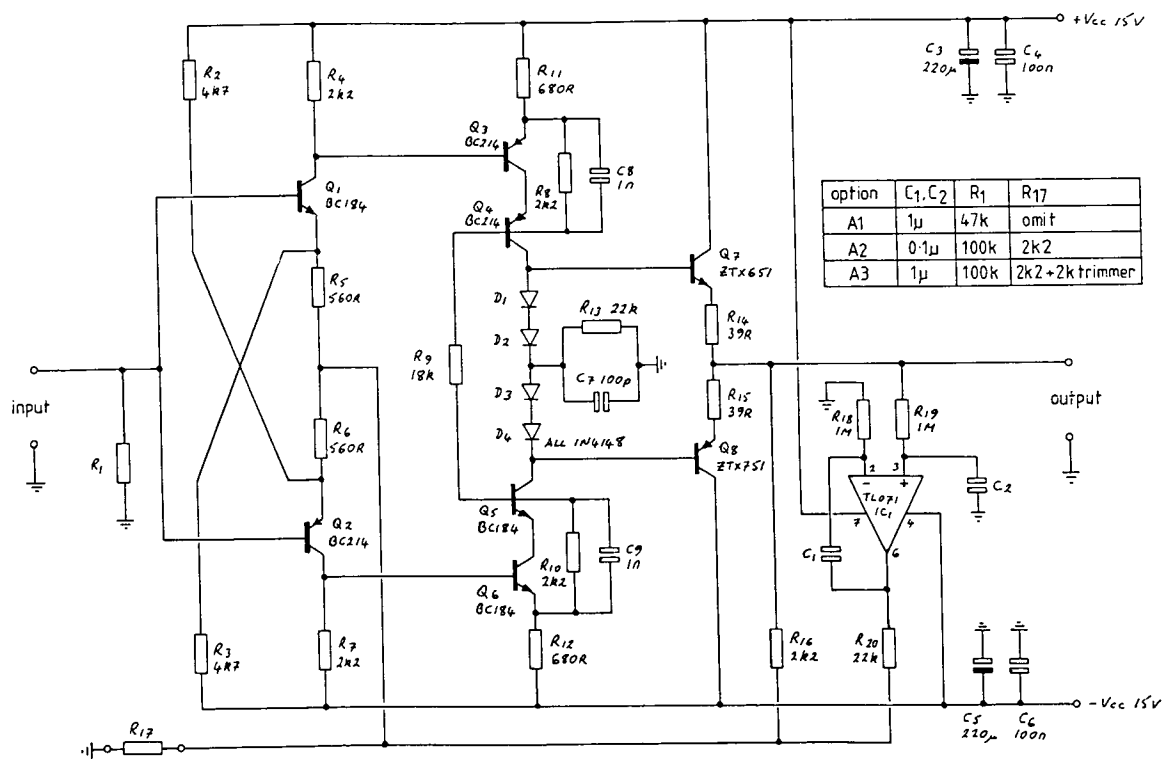 +Vcc 15V
R2
4k7
R4
2k2
R11
680R
C3
220µ
C4
100n
Q3
BC214
Q1
BC184
R8
2k2
C8
1n
Q4
BC214
option C1,C2 R1 R17
A1 1µ 47k omit
A2 0·1µ 100k 2k2
A3 1µ 100k 2k2+2k trimmer
Q7
ZTX651
R5
560R
D1
R13 22k
R14
39R
D2
R9
18k
C7 100p
input
D3
R15
39R
R18
1M
R19
1M
output
R6
560R
D4
ALL 1N4148
Q8
ZTX751
R1
2
3
-
+
TL071
IC1
7
4
6
C2
Q2
BC214
Q5
BC184
C1
R10
2k2
C9
1n
Q6
BC184
R3
4k7
R7
2k2
R12
680R
R16
2k2
R20
22k
-Vcc 15V
C5
220µ
C6
100n
R17